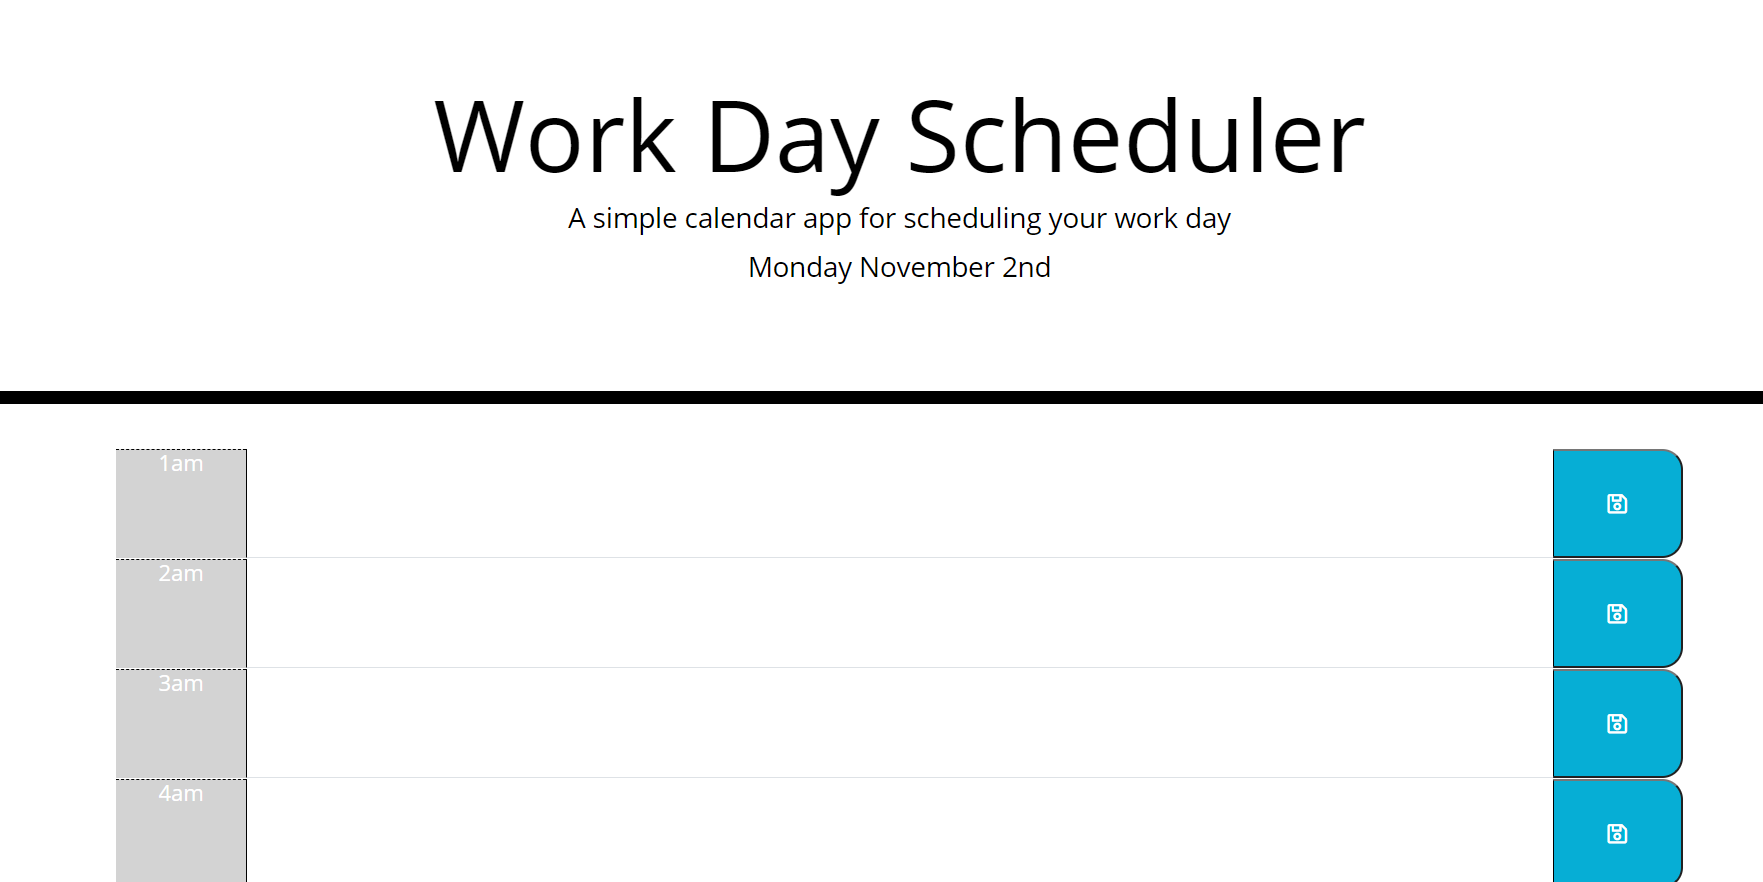 Work Day Scheduler
A simple calendar app for scheduling your work day
Monday November 2nd
1am
2am
3am
4am